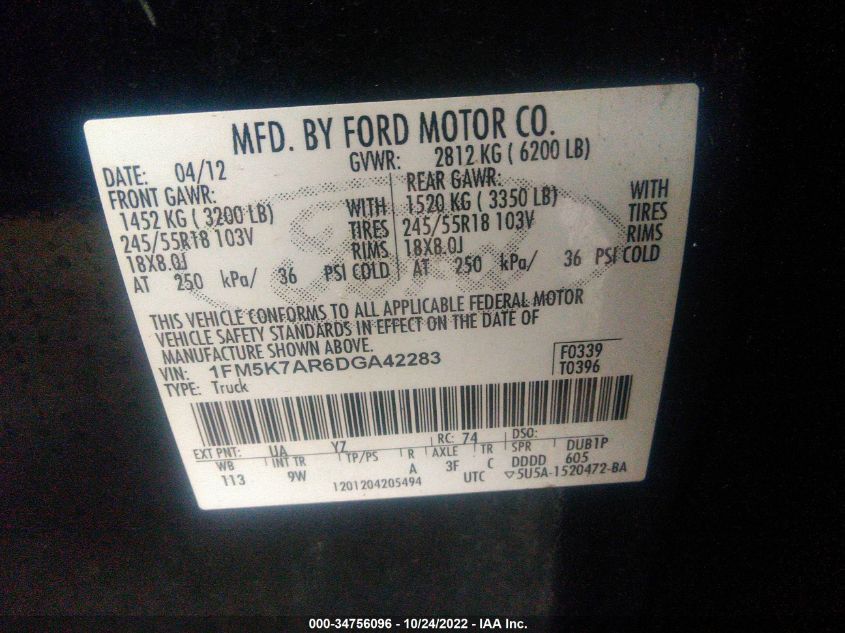 MFD. BY FORD MOTOR CO.
DATE: 04/12 GVWR: 2812 KG ( 6200 LB)
FRONT GAWR: REAR GAWR:
1452 KG ( 3200 LB) WITH 1520 KG ( 3350 LB) WITH
245/55R18 103V TIRES 245/55R18 103V TIRES
18X8.0J RIMS 18X8.0J RIMS
AT 250 kPa/ 36 PSI COLD AT 250 kPa/ 36 PSI COLD
THIS VEHICLE CONFORMS TO ALL APPLICABLE FEDERAL MOTOR
VEHICLE SAFETY STANDARDS IN EFFECT ON THE DATE OF
MANUFACTURE SHOWN ABOVE.
VIN: 1FM5K7AR6DGA42283 F0339
TYPE: Truck T0396
EXT PNT: UA Y7 RC: 74 DSO:
WB INT TR TP/PS R AXLE TR SPR DUB1P
113 9W A 3F C DDDD 605
1201204205494 UTC ▽5U5A-1520472-BA
000-34756096 - 10/24/2022 - IAA Inc.